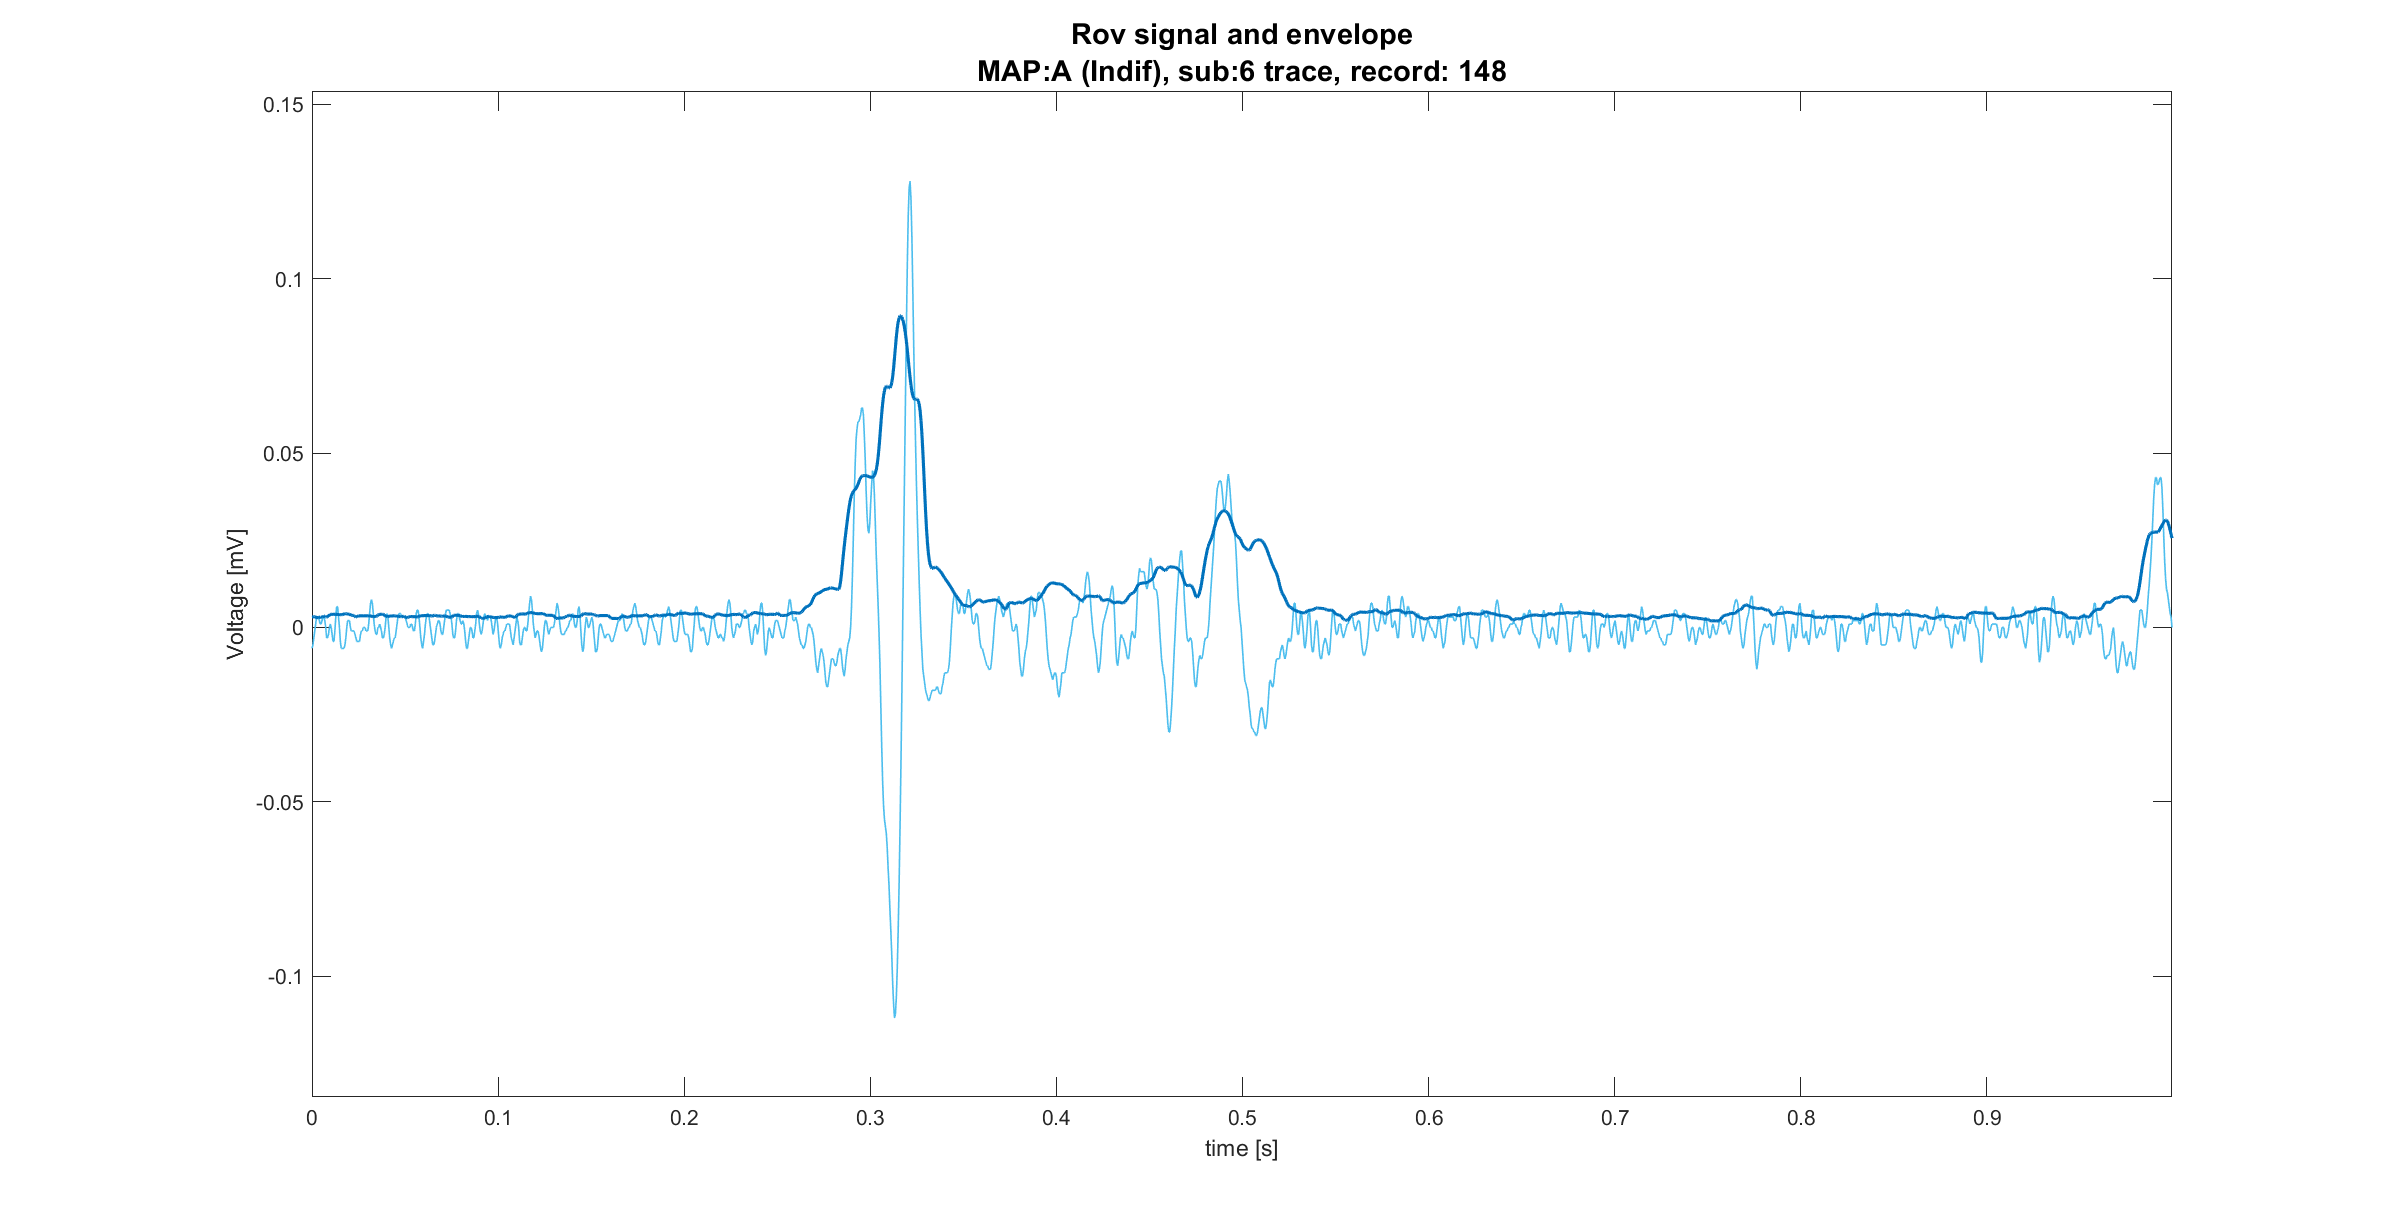 Rov signal and envelope
MAP:A (Indif), sub:6 trace, record: 148
0.15
0.1
0.05
0
-0.05
-0.1
Voltage [mV]
0 0.1 0.2 0.3 0.4 0.5 0.6 0.7 0.8 0.9
time [s]